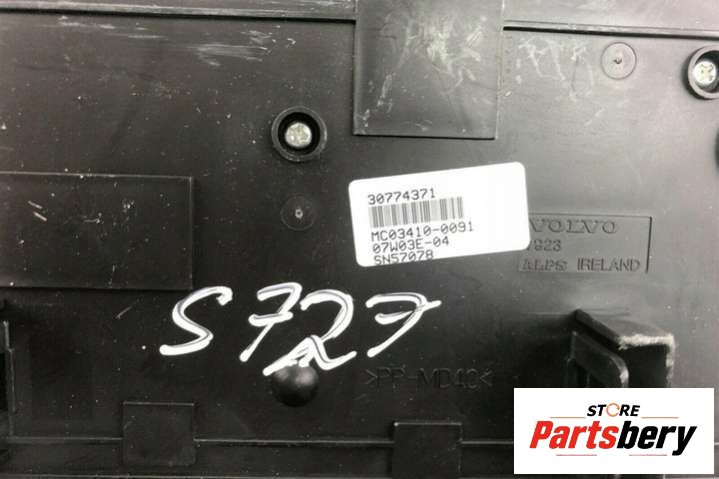 30774371
MC03410-0091
07W03E-04
SN57078
VOLVO
ALPS IRELAND
S727
>PP-MD40<
STORE
Partsbery